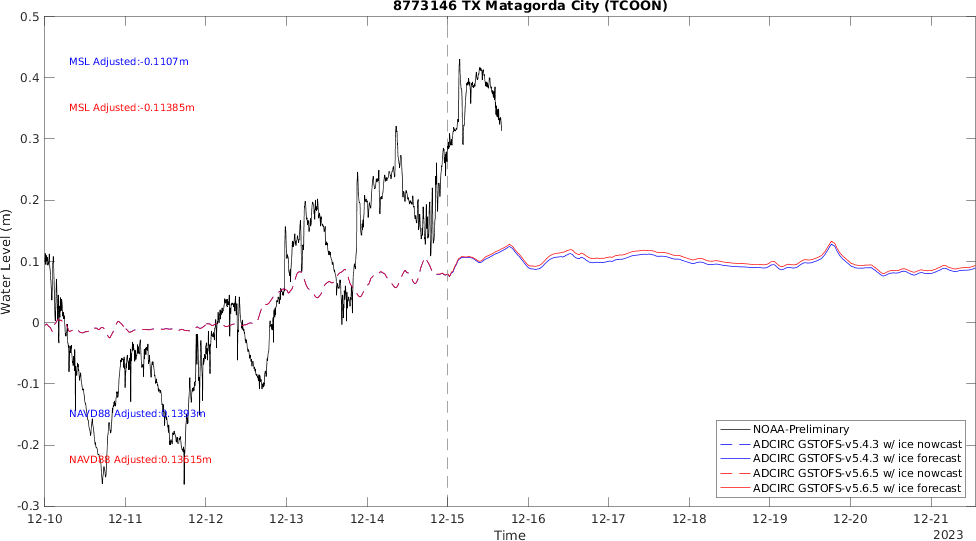 8773146 TX Matagorda City (TCOON)
0.5
0.4
0.3
0.2
0.1
0
-0.1
-0.2
-0.3
Water Level (m)
MSL Adjusted:-0.1107m
MSL Adjusted:-0.11385m
NAVD88 Adjusted:0.1393m
NAVD88 Adjusted:0.13615m
NOAA-Preliminary
ADCIRC GSTOFS-v5.4.3 w/ ice nowcast
ADCIRC GSTOFS-v5.4.3 w/ ice forecast
ADCIRC GSTOFS-v5.6.5 w/ ice nowcast
ADCIRC GSTOFS-v5.6.5 w/ ice forecast
12-10 12-11 12-12 12-13 12-14 12-15 12-16 12-17 12-18 12-19 12-20 12-21
Time
2023